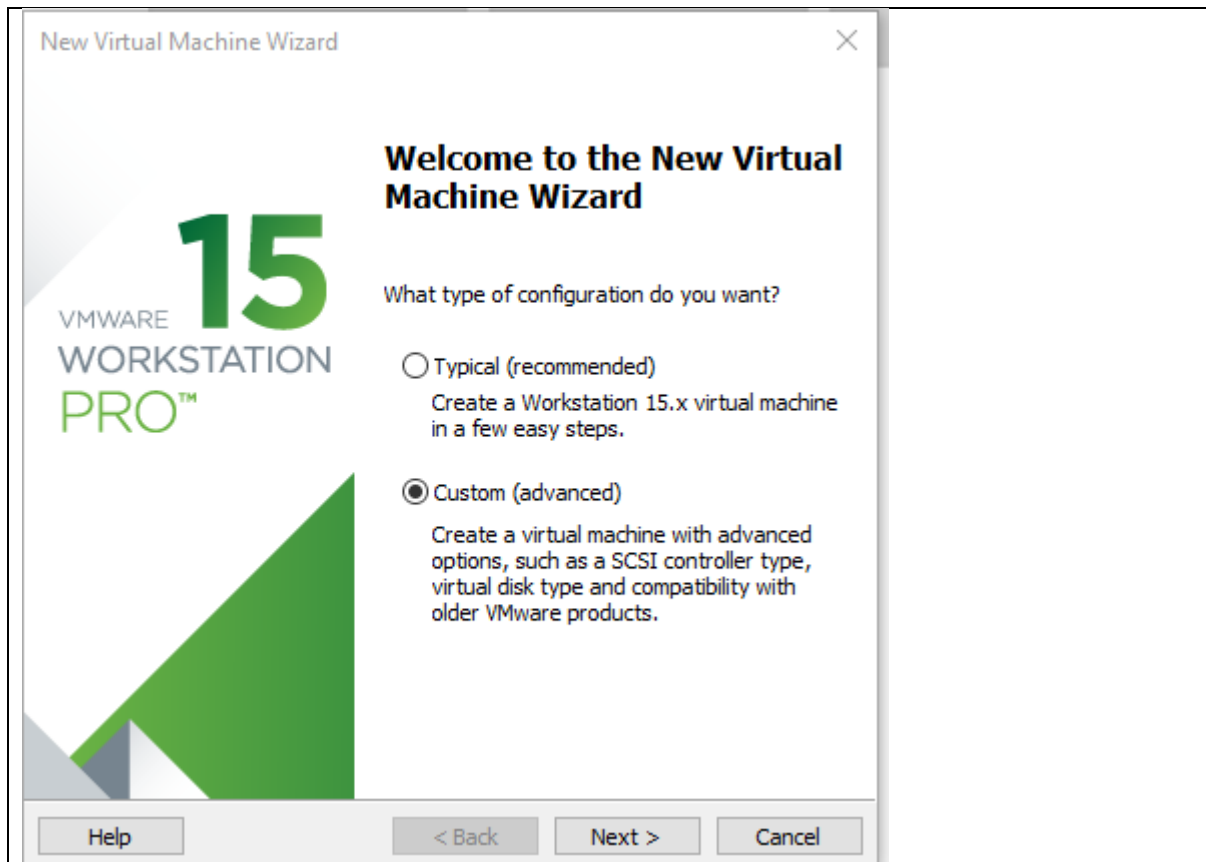 New Virtual Machine Wizard
Welcome to the New Virtual
Machine Wizard
15
VMWARE
WORKSTATION
PRO™
What type of configuration do you want?
Typical (recommended)
Create a Workstation 15.x virtual machine
in a few easy steps.
Custom (advanced)
Create a virtual machine with advanced
options, such as a SCSI controller type,
virtual disk type and compatibility with
older VMware products.
Help
< Back
Next >
Cancel